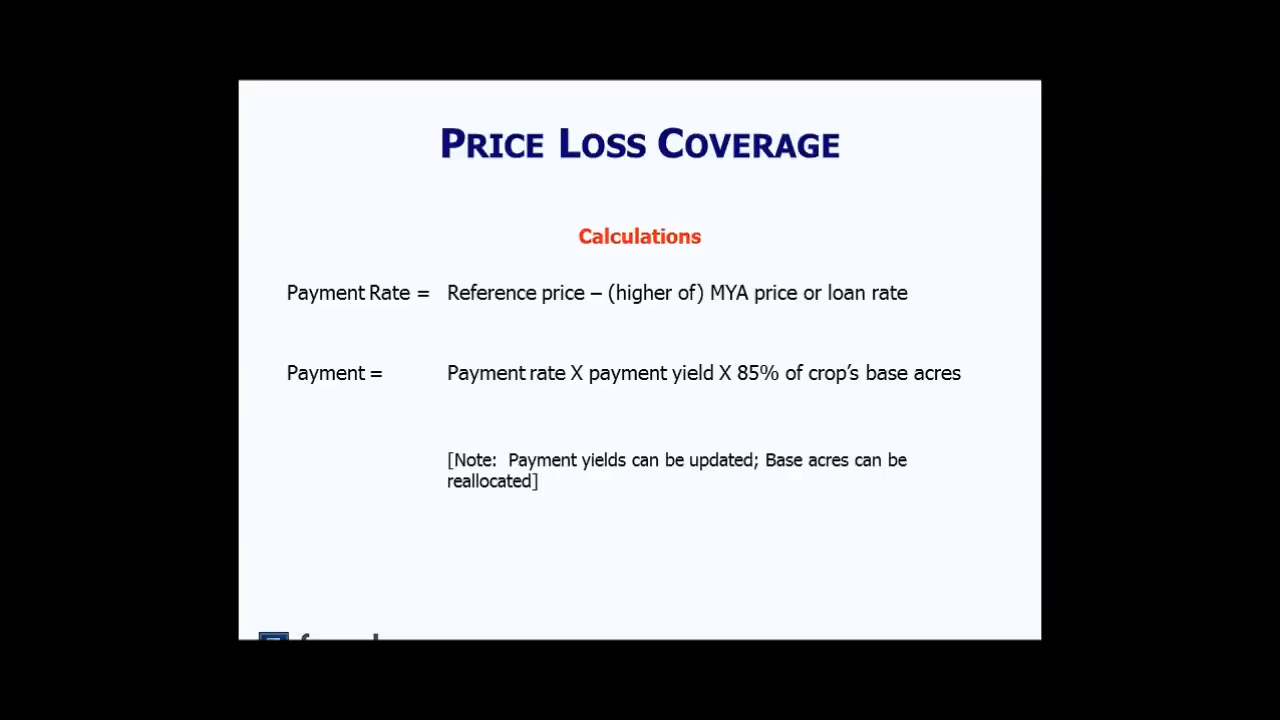 PRICE LOSS COVERAGE
Calculations
Payment Rate = Reference price – (higher of) MYA price or loan rate
Payment = Payment rate X payment yield X 85% of crop’s base acres
[Note: Payment yields can be updated; Base acres can be
reallocated]